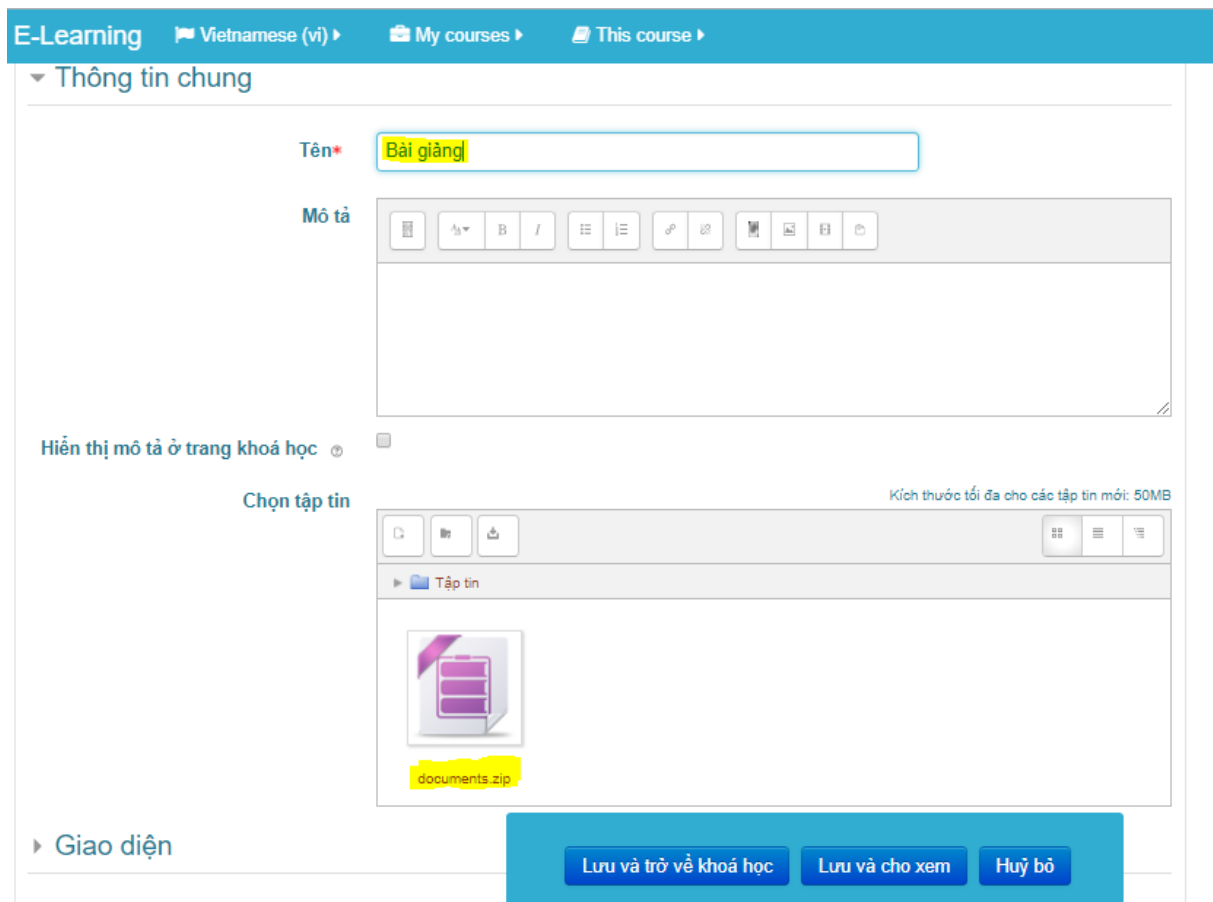 E-Learning Vietnamese (vi) My courses This course
Thông tin chung
Tên* Bài giảng
Mô tả
B I
Hiển thị mô tả ở trang khoá học
Chọn tập tin Kích thước tối đa cho các tập tin mới: 50MB
Tập tin
documents.zip
Giao diện
Lưu và trở về khoá học Lưu và cho xem Huỷ bỏ